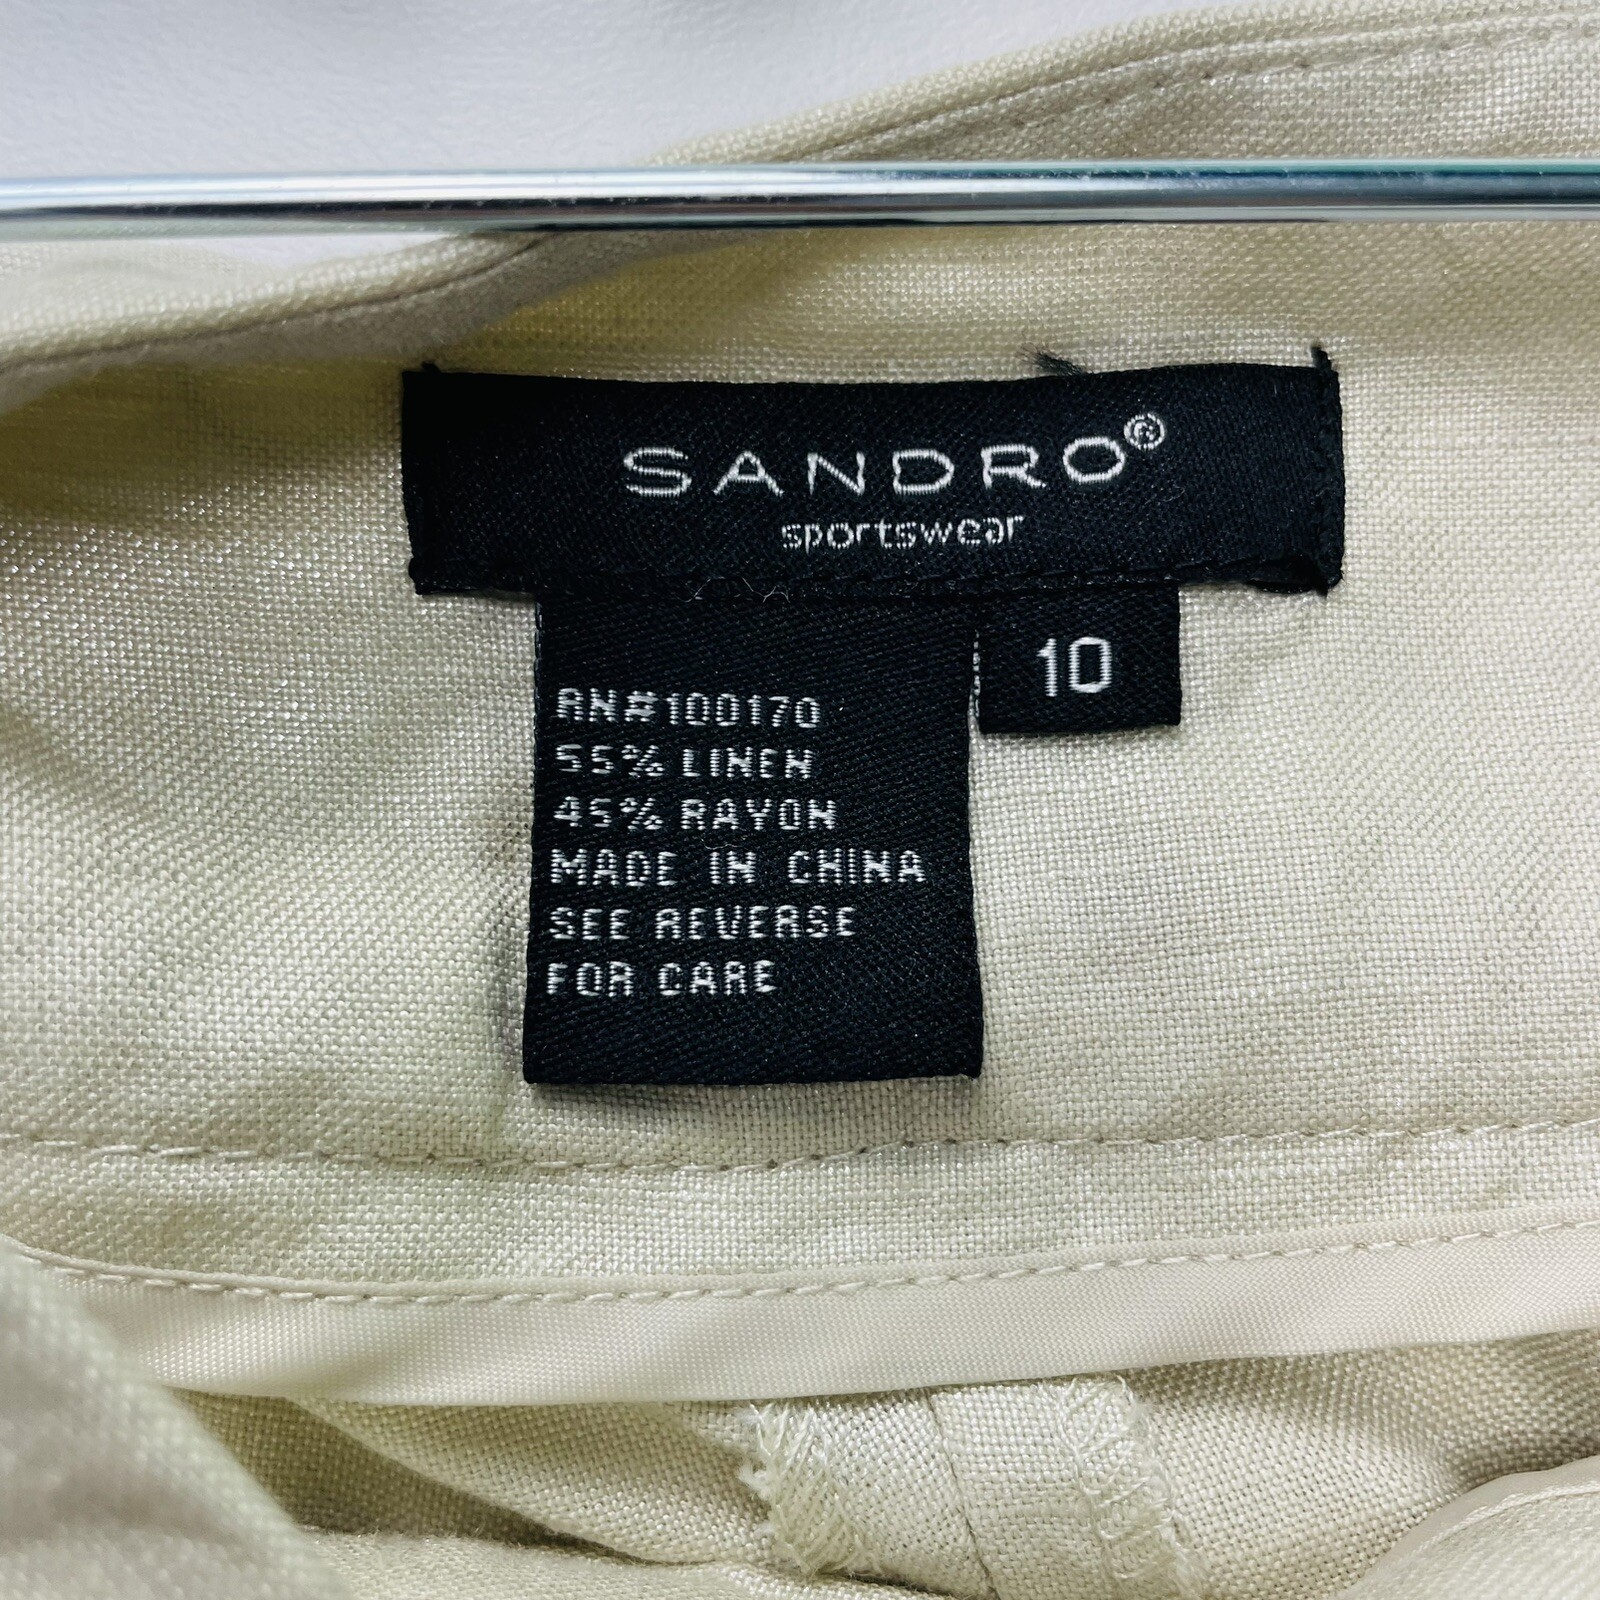 SANDRO®
sportswear
10
RN#100170
55% LINEN
45% RAYON
MADE IN CHINA
SEE REVERSE
FOR CARE